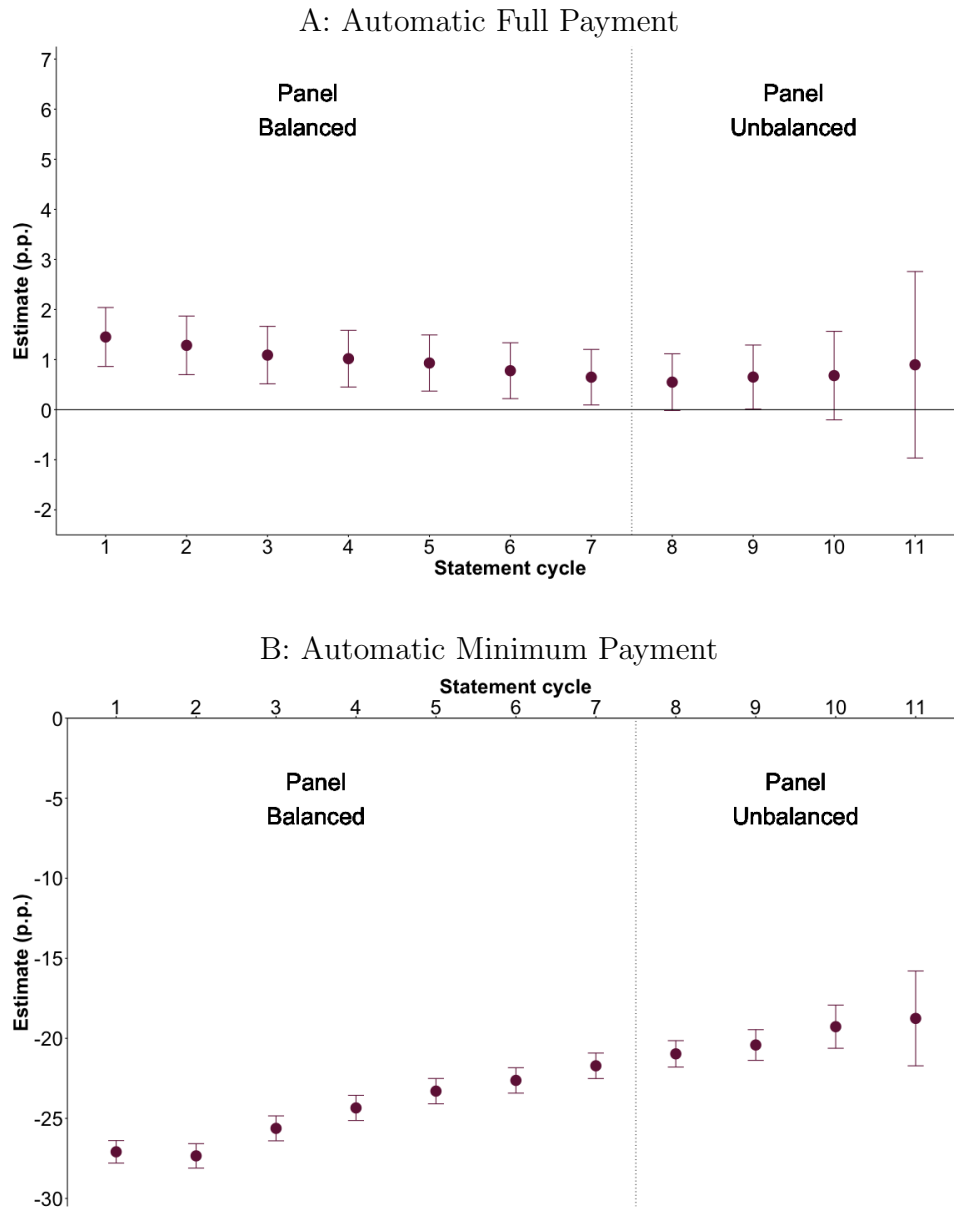 A: Automatic Full Payment
7
6
5
4
3
2
1
0
-1
-2
Estimate (p.p.)
Panel
Balanced
Panel
Unbalanced
1 2 3 4 5 6 7 8 9 10 11
Statement cycle
B: Automatic Minimum Payment
Statement cycle
1 2 3 4 5 6 7 8 9 10 11
0
-5
-10
-15
-20
-25
-30
Estimate (p.p.)
Panel
Balanced
Panel
Unbalanced